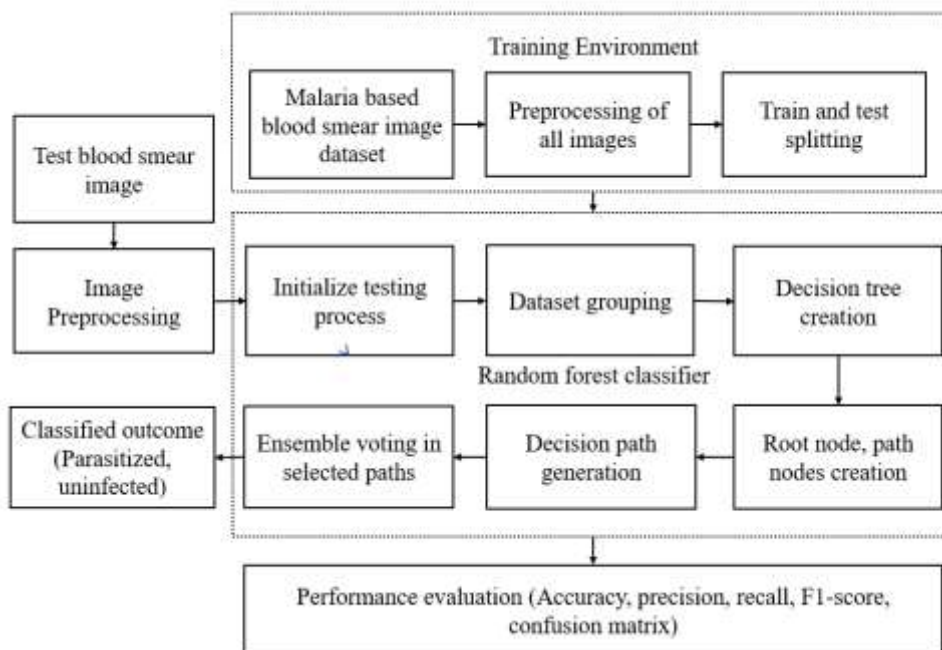 Training Environment
Malaria based
blood smear image
dataset
Preprocessing of
all images
Train and test
splitting
Test blood smear
image
Image
Preprocessing
Initialize testing
process
Dataset grouping
Decision tree
creation
Random forest classifier
Classified outcome
(Parasitized,
uninfected)
Ensemble voting in
selected paths
Decision path
generation
Root node, path
nodes creation
Performance evaluation (Accuracy, precision, recall, F1-score,
confusion matrix)